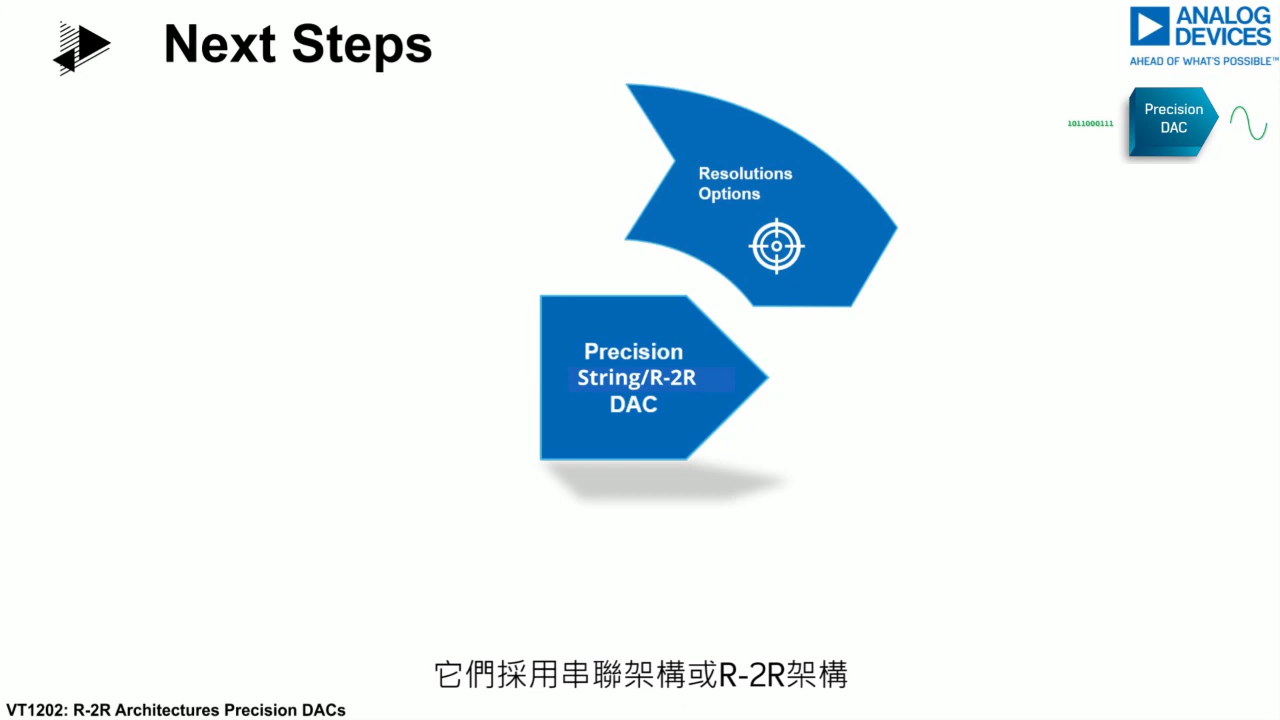 Next Steps
ANALOG
DEVICES
AHEAD OF WHAT'S POSSIBLE™
1011000111
Precision
DAC
Resolutions
Options
Precision
String/R-2R
DAC
它們採用串聯架構或R-2R架構
VT1202: R-2R Architectures Precision DACs